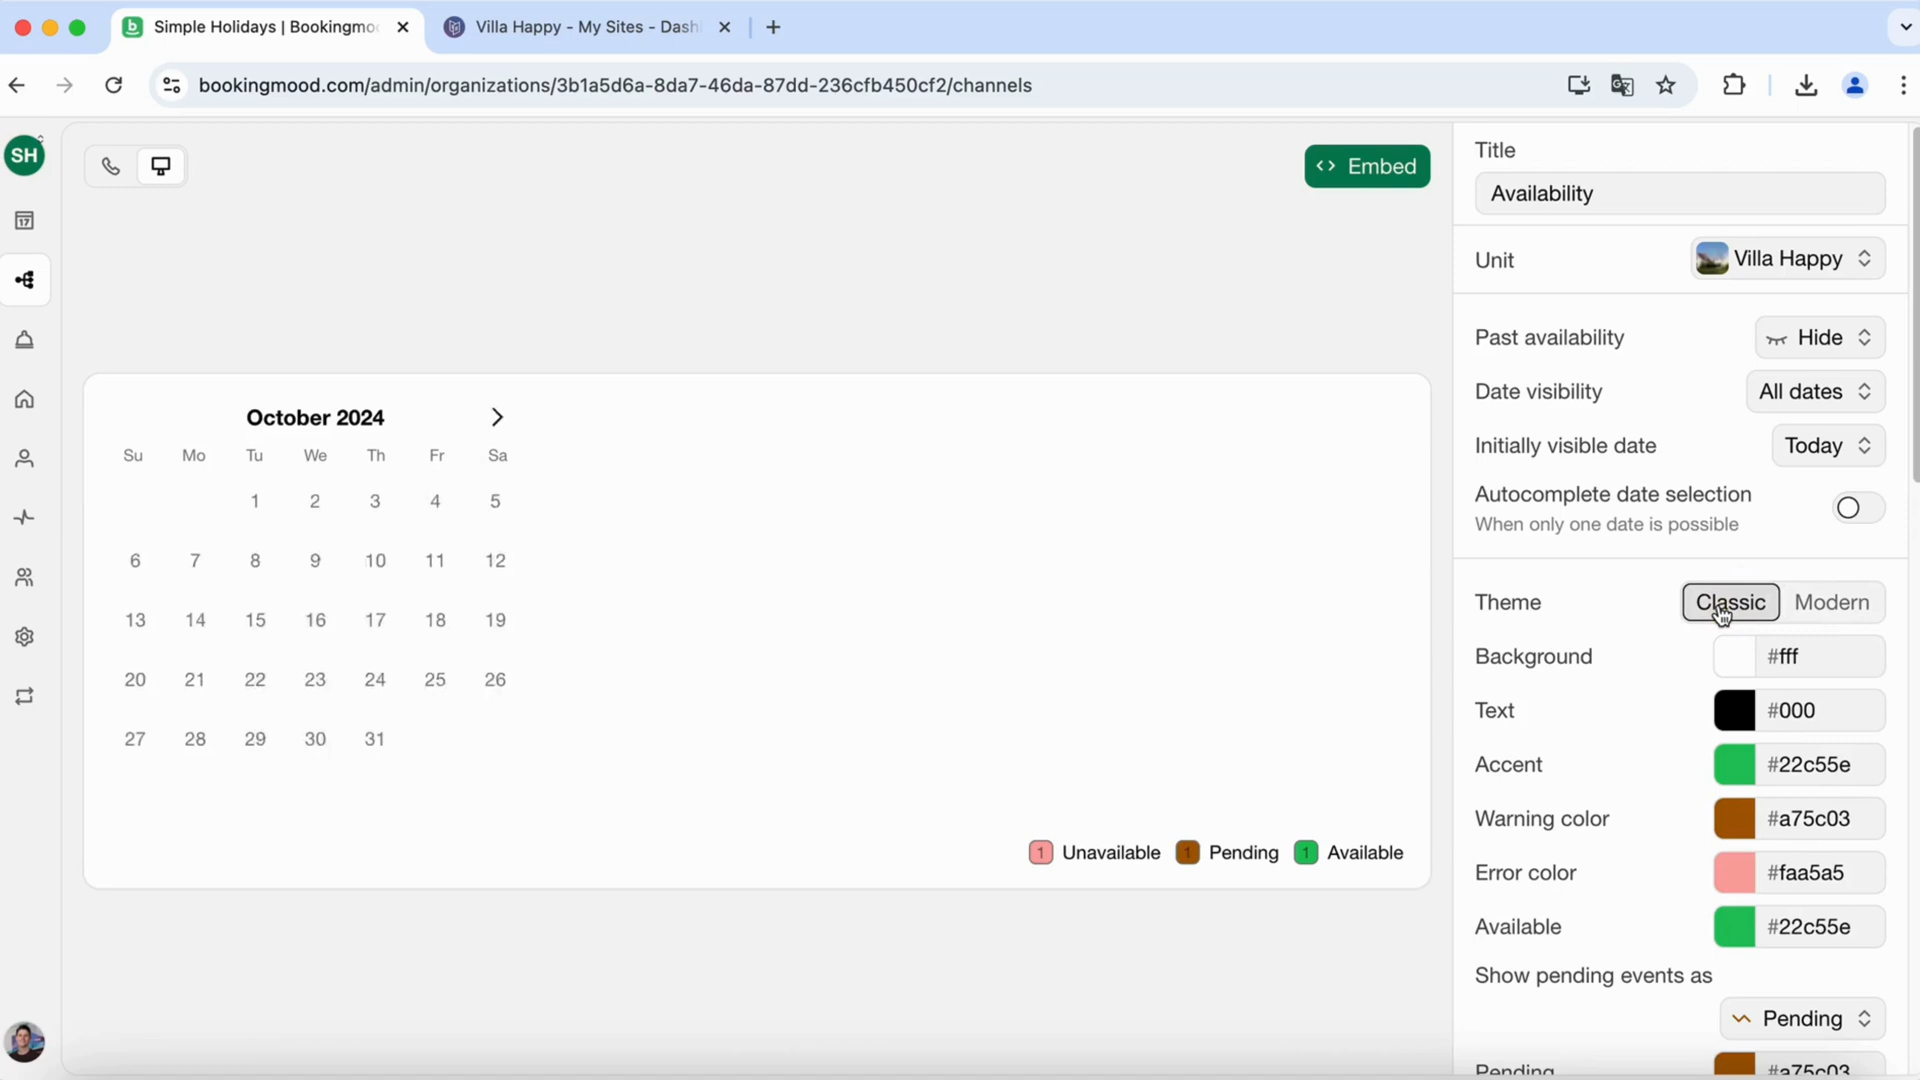 Simple Holidays | Bookingmo
Villa Happy - My Sites - Dash
bookingmood.com/admin/organizations/3b1a5d6a-8da7-46da-87dd-236cfb450cf2/channels
SH
17
Embed
Title
Availability
Unit
Villa Happy
Past availability
Hide
Date visibility
All dates
Initially visible date
Today
Autocomplete date selection
When only one date is possible
Theme
Classic Modern
Background
#fff
Text
#000
Accent
#22c55e
Warning color
#a75c03
Error color
#faa5a5
Available
#22c55e
Show pending events as
Pending
Pending
#a75c03
October 2024
Su Mo Tu We Th Fr Sa
1 2 3 4 5
6 7 8 9 10 11 12
13 14 15 16 17 18 19
20 21 22 23 24 25 26
27 28 29 30 31
1 Unavailable 1 Pending 1 Available